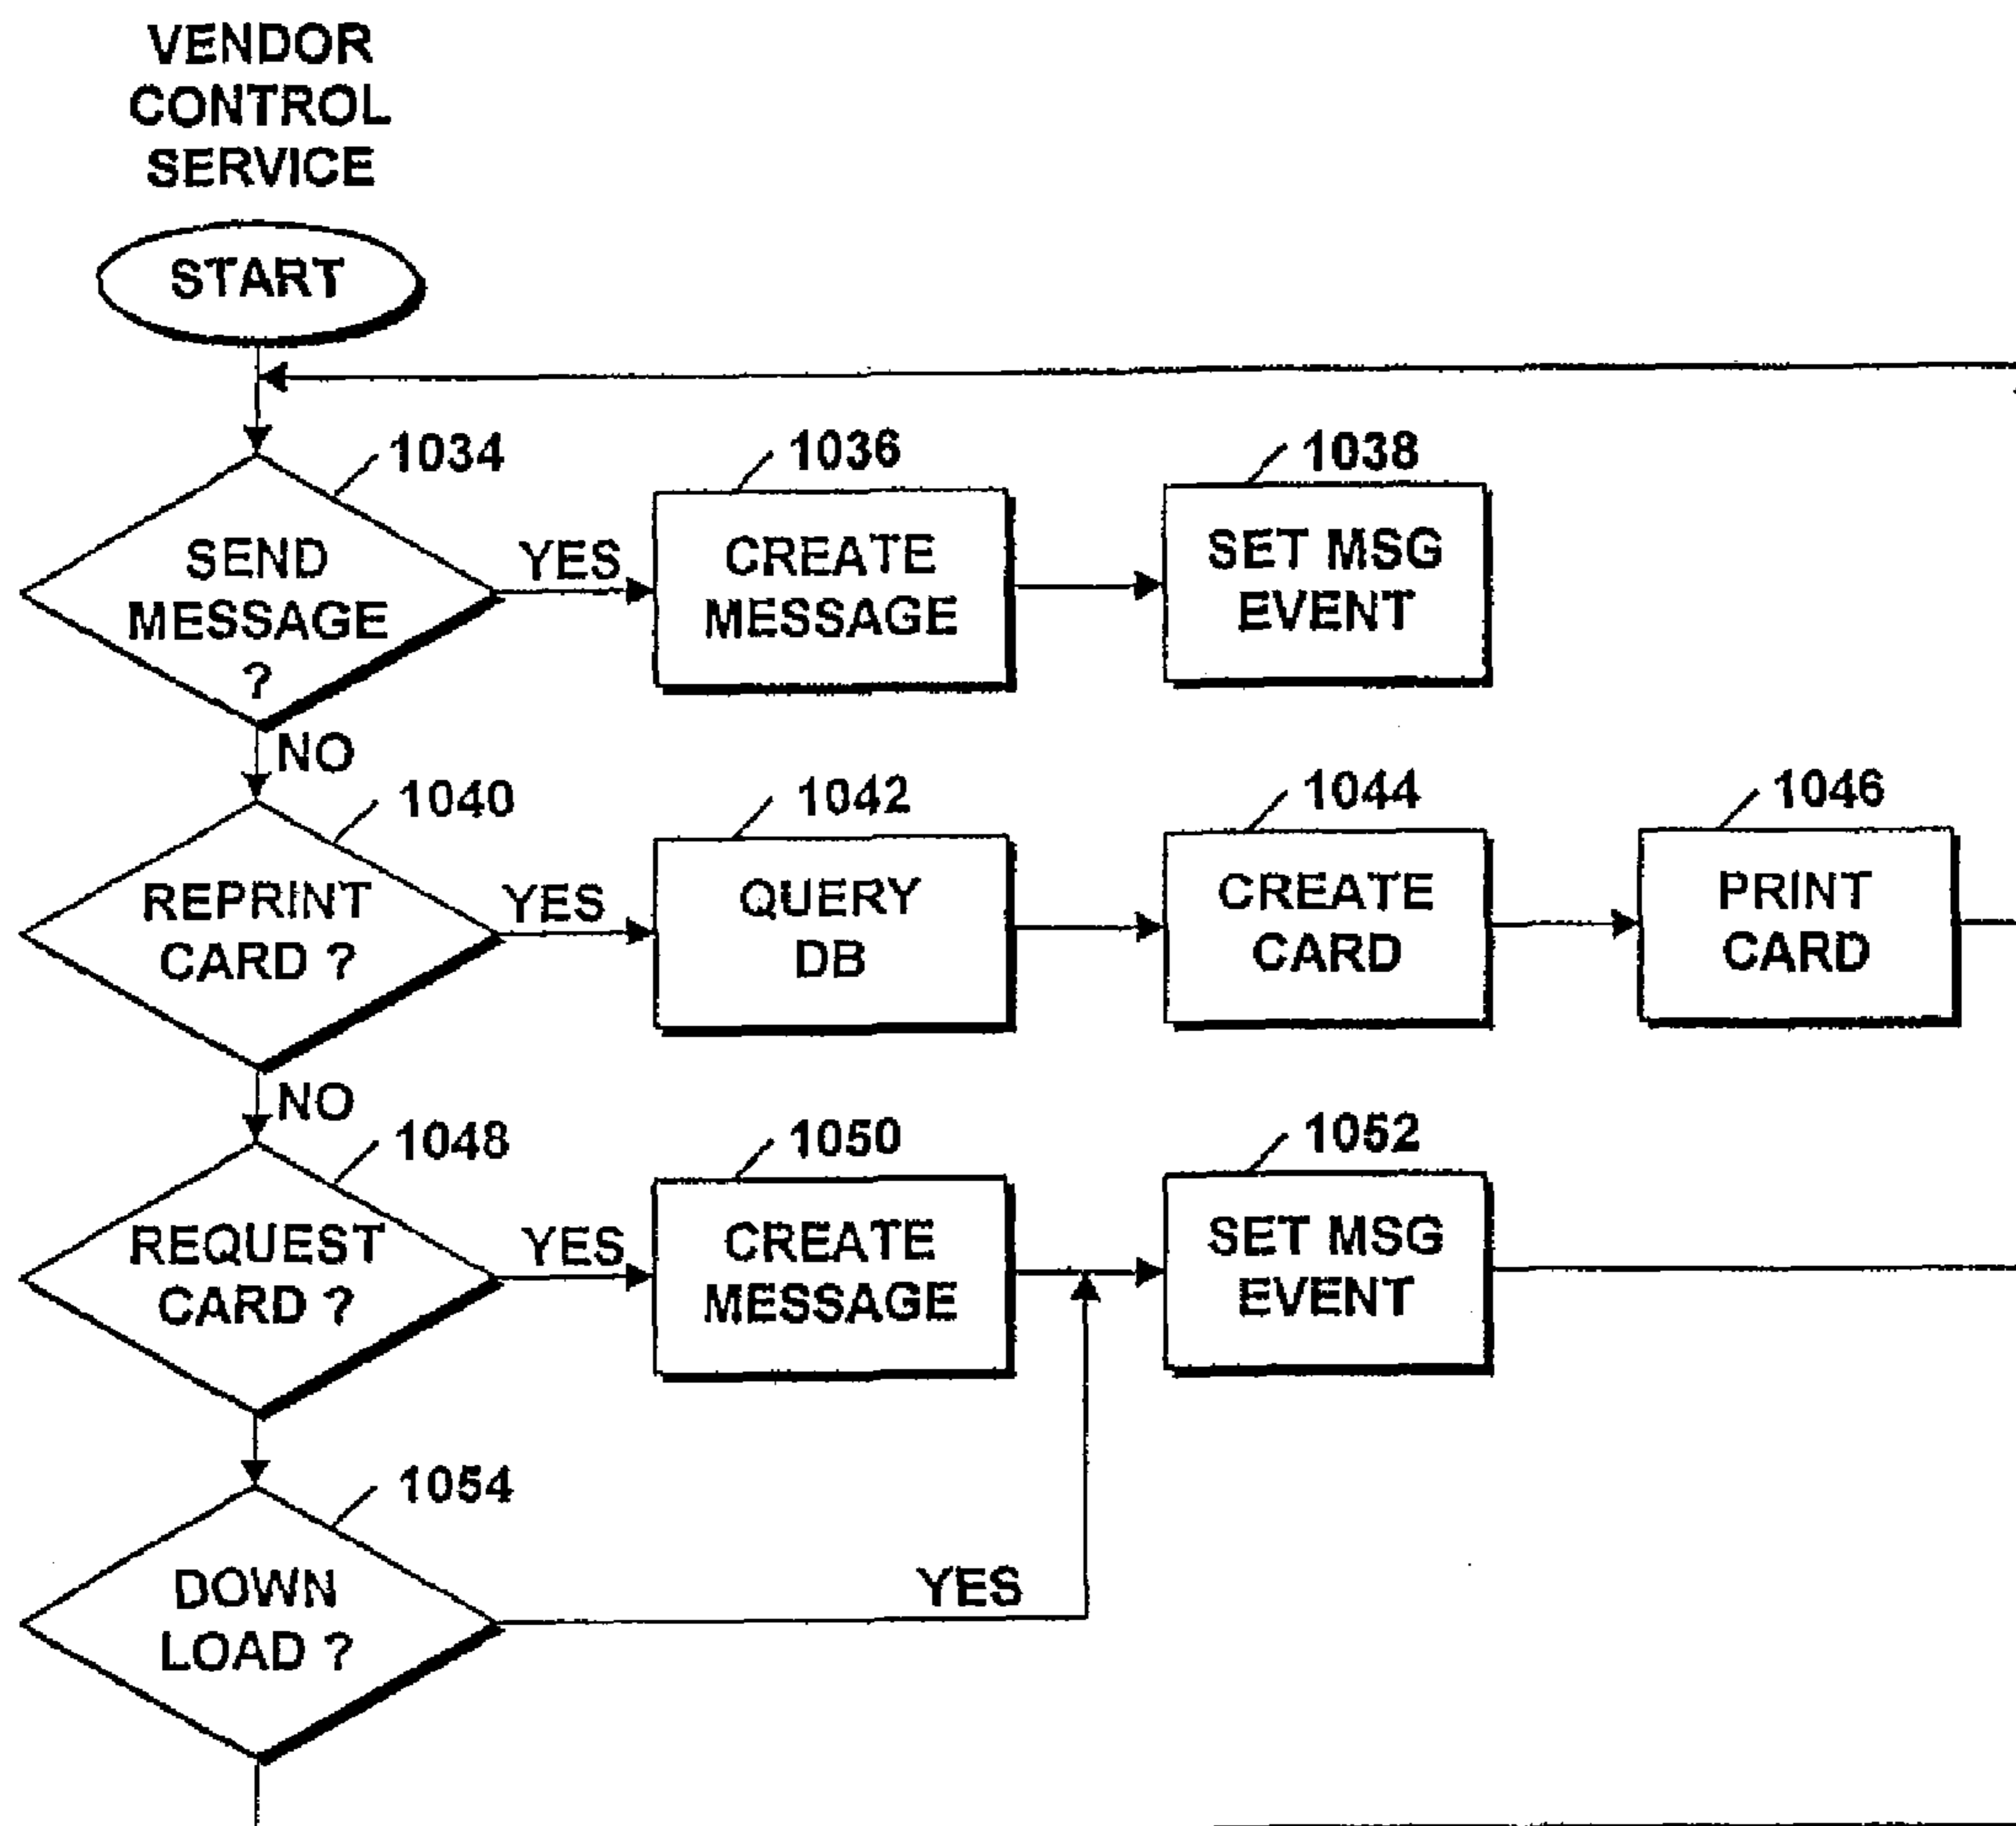 VENDOR
CONTROL
SERVICE
START
1034
SEND
MESSAGE
?
YES
1036
CREATE
MESSAGE
1038
SET MSG
EVENT
NO
1040
REPRINT
CARD ?
YES
1042
QUERY
DB
1044
CREATE
CARD
1046
PRINT
CARD
NO
1048
REQUEST
CARD ?
YES
1050
CREATE
MESSAGE
1052
SET MSG
EVENT
1054
DOWN
LOAD ?
YES